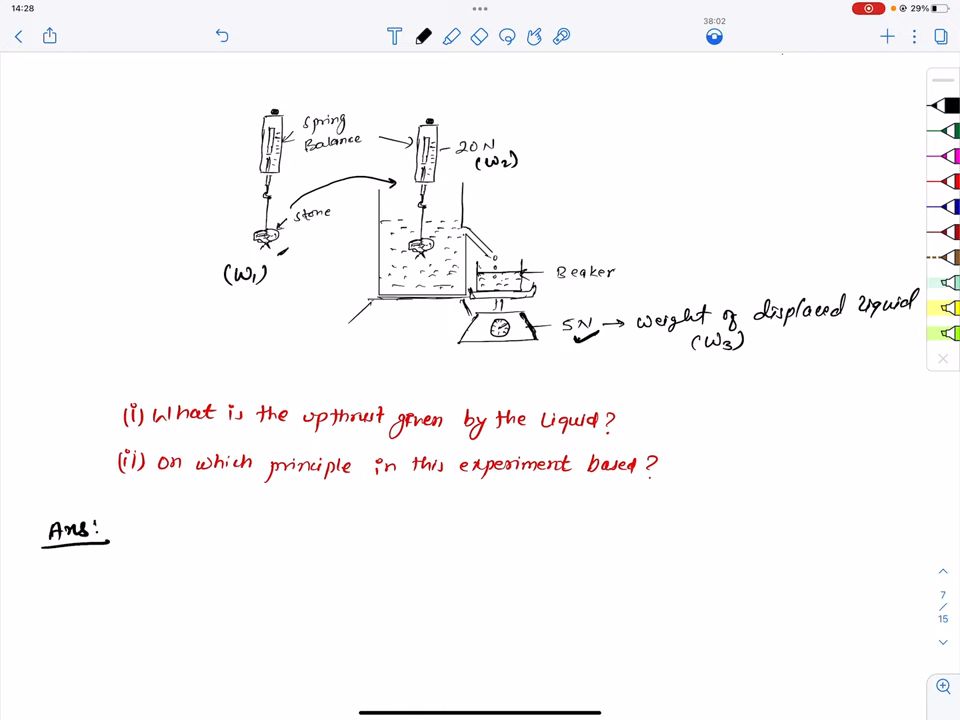 14:28
29%
38:02
T
Spring
Balance
20N
(W2)
Stone
(W1)
Beaker
5N → weight of displaced liquid
(W3)
(i) What is the upthrust given by the liquid?
(ii) On which principle in this experiment based?
Ans:
7
/
15